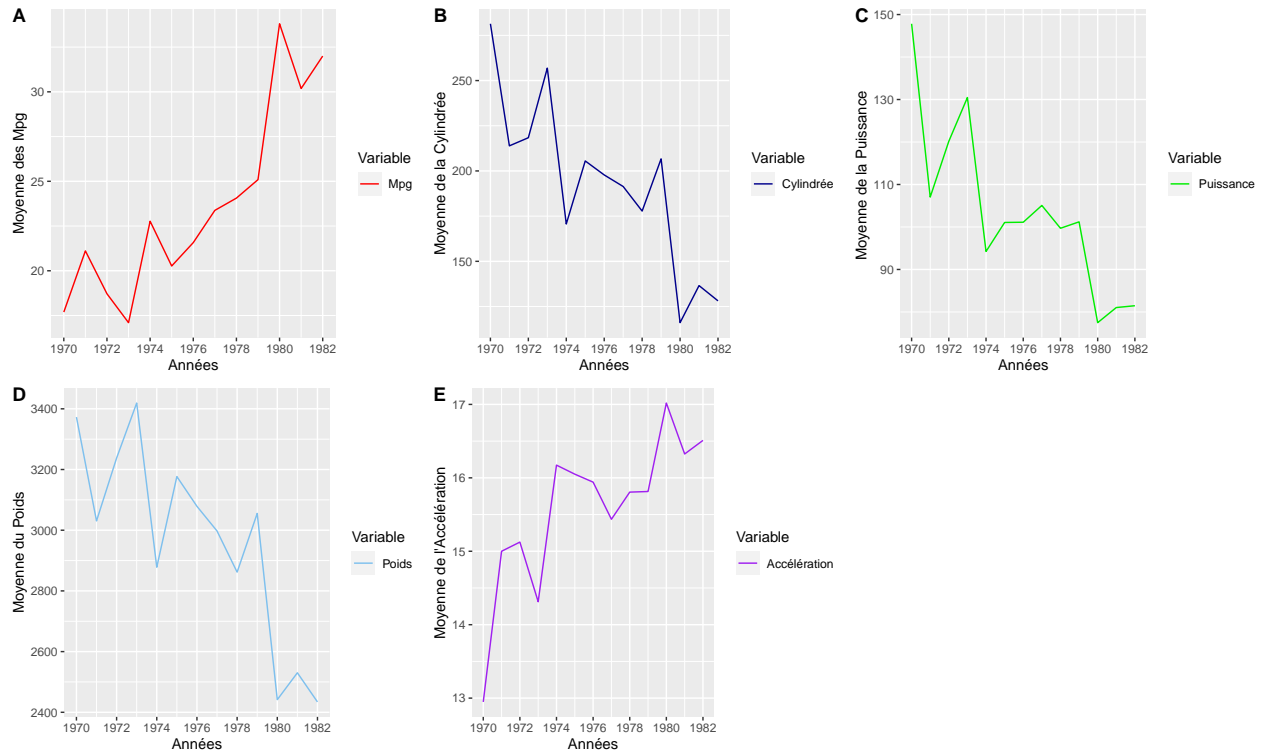 A
Moyenne des Mpg
30
25
20
1970 1972 1974 1976 1978 1980 1982
Années
Variable
Mpg
B
Moyenne de la Cylindrée
250
200
150
1970 1972 1974 1976 1978 1980 1982
Années
Variable
Cylindrée
C
Moyenne de la Puissance
150
130
110
90
1970 1972 1974 1976 1978 1980 1982
Années
Variable
Puissance
D
Moyenne du Poids
3400
3200
3000
2800
2600
2400
1970 1972 1974 1976 1978 1980 1982
Années
Variable
Poids
E
Moyenne de l'Accélération
17
16
15
14
13
1970 1972 1974 1976 1978 1980 1982
Années
Variable
Accélération